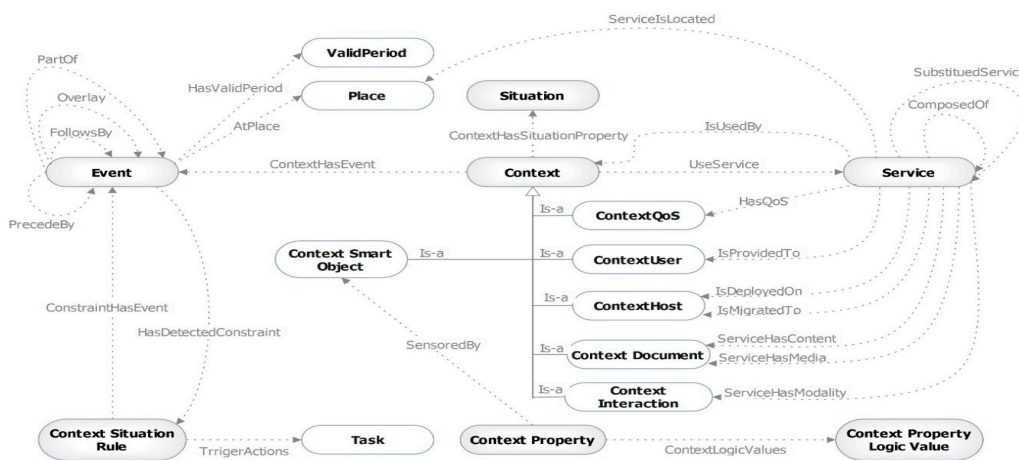 ServiceIsLocated
ValidPeriod
PartOf
HasValidPeriod
SubstituedServic
Overlay
Place
Situation
ComposedOf
AtPlace
FollowsBy
ContextHasSituationProperty
IsUsedBy
Event
ContextHasEvent
Context
UseService
Service
Is-a
ContextQoS
HasQoS
PrecedeBy
Context Smart
Object
Is-a
Is-a
ContextUser
IsProvidedTo
ConstraintHasEvent
Is-a
ContextHost
IsDeployedOn
IsMigratedTo
HasDetectedConstraint
SensoredBy
Is-a
Context Document
ServiceHasContent
ServiceHasMedia
Is-a
Context
Interaction
ServiceHasModality
Context Situation
Rule
TrrigerActions
Task
Context Property
ContextLogicValues
Context Property
Logic Value